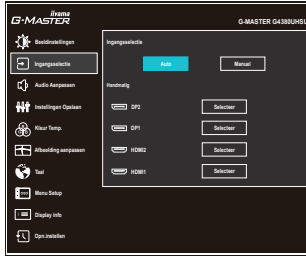 iiyama
G-MASTER
G-MASTER G4380UHSU
Beeldinstellingen
Ingangsselectie
Audio Aanpassen
Instellingen Opslaan
Kleur Temp.
Afbeelding aanpassen
Taal
OSD
Menu Setup
Display info
Opn.instellen
Ingangsselectie
Auto
Manual
Handmatig
DP2
Selecteer
DP1
Selecteer
HDMI2
Selecteer
HDMI1
Selecteer